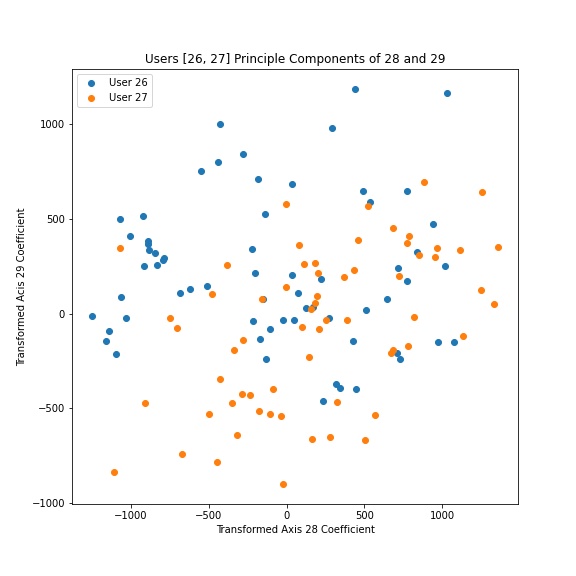 Users [26, 27] Principle Components of 28 and 29
User 26
User 27
Transformed Axis 29 Coefficient
1000
500
0
−500
−1000
−1000 −500 0 500 1000
Transformed Axis 28 Coefficient